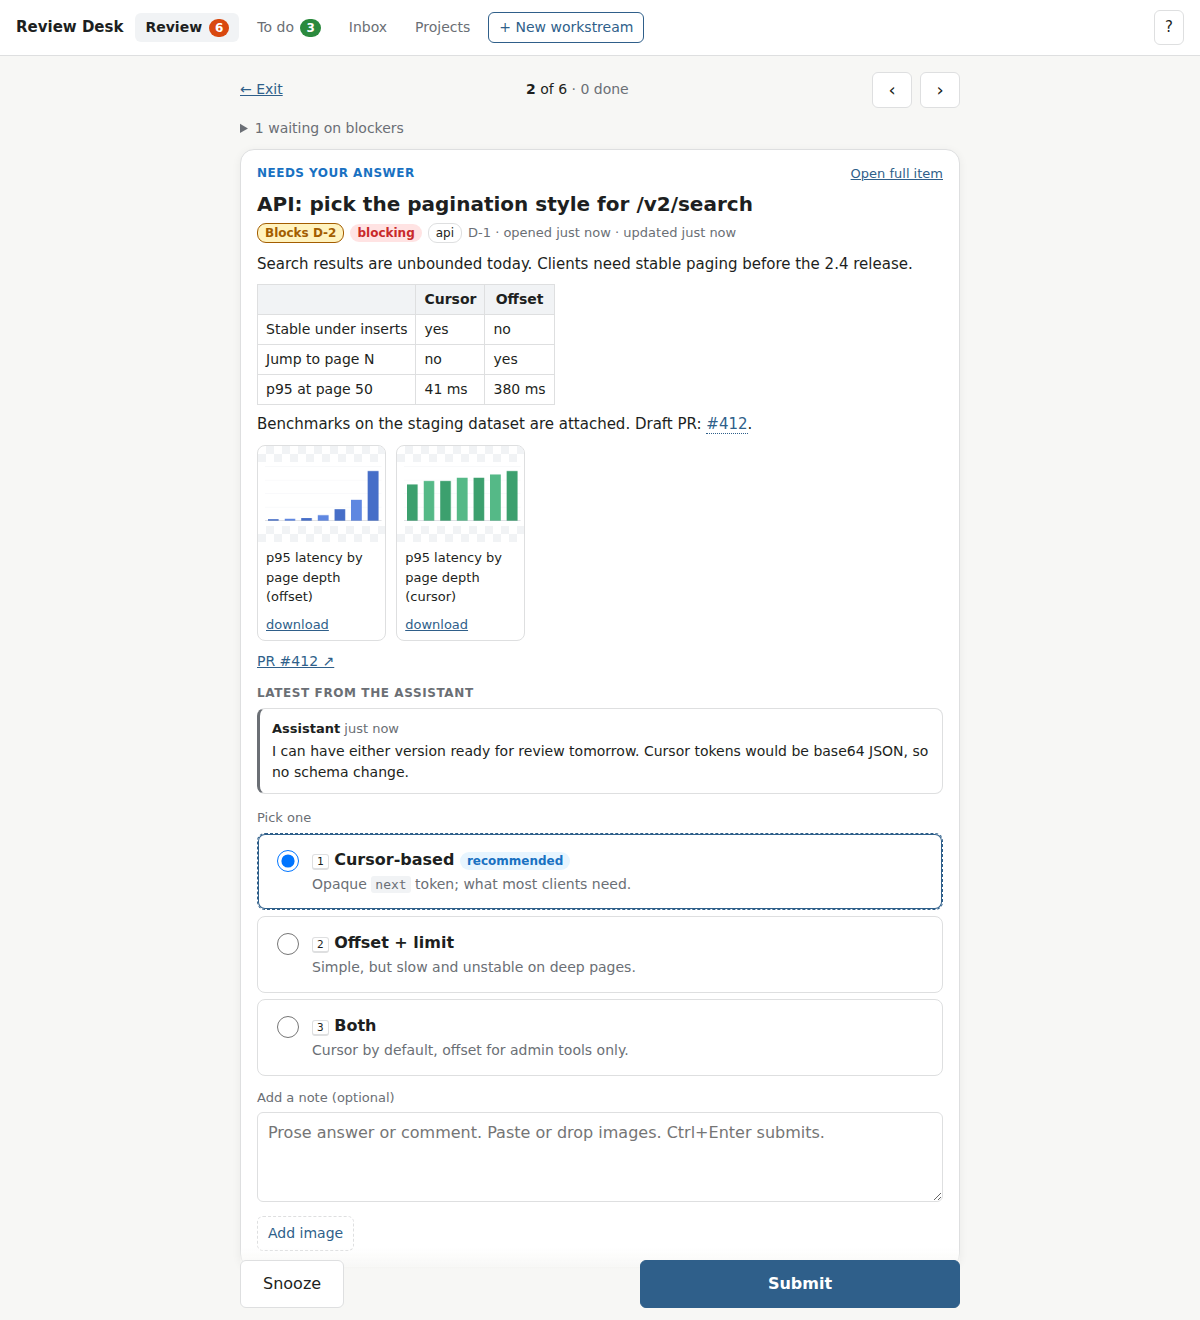 Review Desk Review 6 To do 3 Inbox Projects + New workstream ?
← Exit 2 of 6 · 0 done ‹ ›
▶ 1 waiting on blockers
NEEDS YOUR ANSWER Open full item
API: pick the pagination style for /v2/search
Blocks D-2 blocking api D-1 · opened just now · updated just now
Search results are unbounded today. Clients need stable paging before the 2.4 release.
Cursor Offset
Stable under inserts yes no
Jump to page N no yes
p95 at page 50 41 ms 380 ms
Benchmarks on the staging dataset are attached. Draft PR: #412.
p95 latency by
page depth
(offset)
download
p95 latency by
page depth
(cursor)
download
PR #412 ↗
LATEST FROM THE ASSISTANT
Assistant just now
I can have either version ready for review tomorrow. Cursor tokens would be base64 JSON, so
no schema change.
Pick one
1 Cursor-based recommended
Opaque next token; what most clients need.
2 Offset + limit
Simple, but slow and unstable on deep pages.
3 Both
Cursor by default, offset for admin tools only.
Add a note (optional)
Prose answer or comment. Paste or drop images. Ctrl+Enter submits.
Add image
Snooze Submit